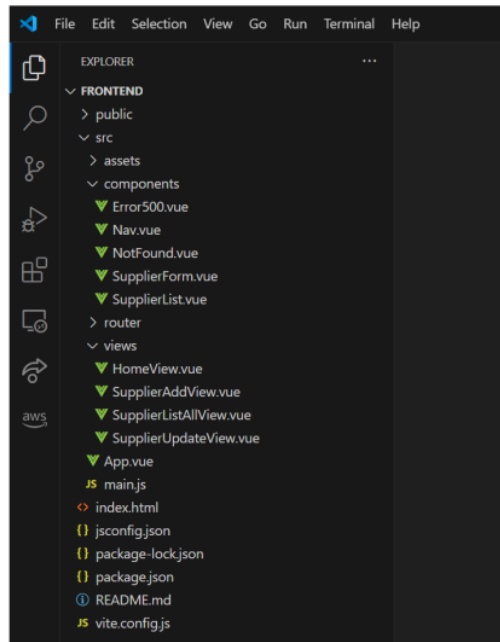 File Edit Selection View Go Run Terminal Help
EXPLORER ...
FRONTEND
public
src
assets
components
Error500.vue
Nav.vue
NotFound.vue
SupplierForm.vue
SupplierList.vue
router
views
HomeView.vue
SupplierAddView.vue
SupplierListAllView.vue
SupplierUpdateView.vue
App.vue
JS main.js
<> index.html
{} jsconfig.json
{} package-lock.json
{} package.json
README.md
JS vite.config.js
aws